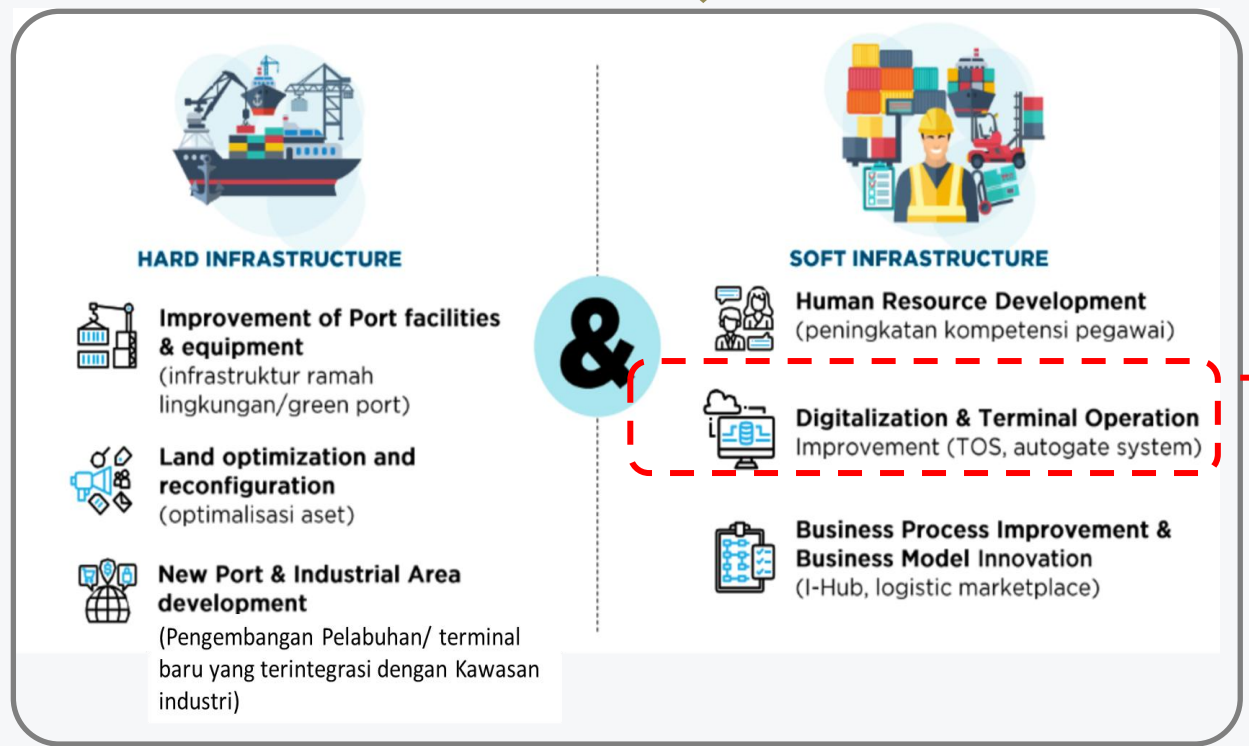 HARD INFRASTRUCTURE
Improvement of Port facilities
& equipment
(infrastruktur ramah
lingkungan/green port)
Land optimization and
reconfiguration
(optimalisasi aset)
New Port & Industrial Area
development
(Pengembangan Pelabuhan/ terminal
baru yang terintegrasi dengan Kawasan
industri)
&
SOFT INFRASTRUCTURE
Human Resource Development
(peningkatan kompetensi pegawai)
Digitalization & Terminal Operation
Improvement (TOS, autogate system)
Business Process Improvement &
Business Model Innovation
(I-Hub, logistic marketplace)